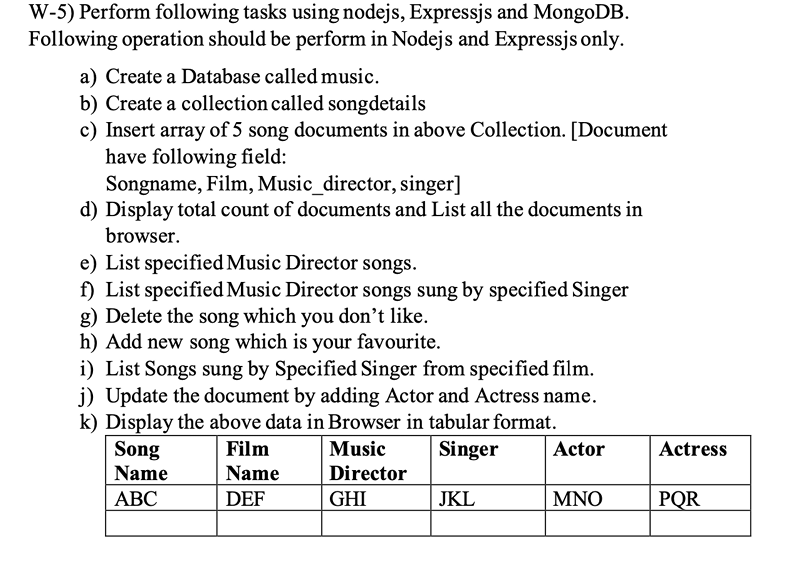 W-5) Perform following tasks using nodejs, Expressjs and MongoDB.
Following operation should be perform in Nodejs and Expressjs only.
a) Create a Database called music.
b) Create a collection called songdetails
c) Insert array of 5 song documents in above Collection. [Document
have following field:
Songname, Film, Music_director, singer]
d) Display total count of documents and List all the documents in
browser.
e) List specified Music Director songs.
f) List specified Music Director songs sung by specified Singer
g) Delete the song which you don’t like.
h) Add new song which is your favourite.
i) List Songs sung by Specified Singer from specified film.
j) Update the document by adding Actor and Actress name.
k) Display the above data in Browser in tabular format.
Song Film Music Singer Actor Actress
Name Name Director
ABC DEF GHI JKL MNO PQR